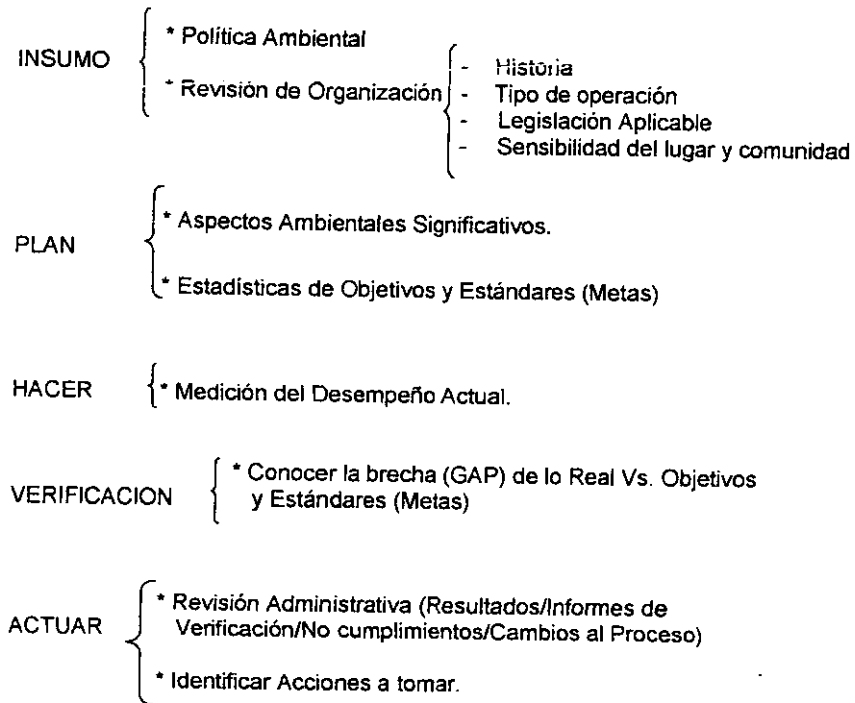 INSUMO
* Política Ambiental
* Revisión de Organización
- Historia
- Tipo de operación
- Legislación Aplicable
- Sensibilidad del lugar y comunidad
PLAN
* Aspectos Ambientales Significativos.
* Estadísticas de Objetivos y Estándares (Metas)
HACER
* Medición del Desempeño Actual.
VERIFICACION
* Conocer la brecha (GAP) de lo Real Vs. Objetivos
y Estándares (Metas)
ACTUAR
* Revisión Administrativa (Resultados/Informes de
Verificación/No cumplimientos/Cambios al Proceso)
* Identificar Acciones a tomar.